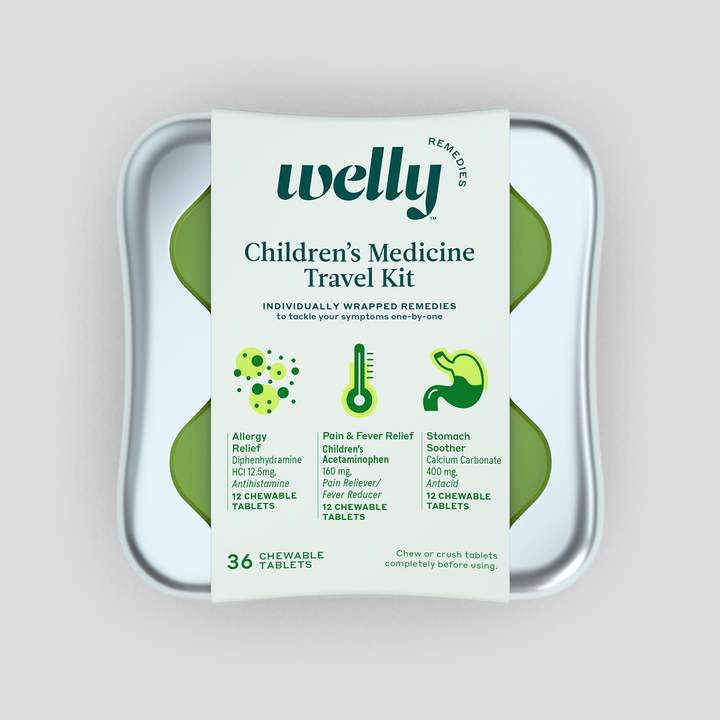 welly™
REMEDIES
Children's Medicine
Travel Kit
INDIVIDUALLY WRAPPED REMEDIES
to tackle your symptoms one-by-one
Allergy
Relief
Diphenhydramine
HCl 12.5mg,
Antihistamine
12 CHEWABLE
TABLETS
Pain & Fever Relief
Children's
Acetaminophen
160 mg,
Pain Reliever/
Fever Reducer
12 CHEWABLE
TABLETS
Stomach
Soother
Calcium Carbonate
400 mg,
Antacid
12 CHEWABLE
TABLETS
36 CHEWABLE
TABLETS
Chew or crush tablets
completely before using.